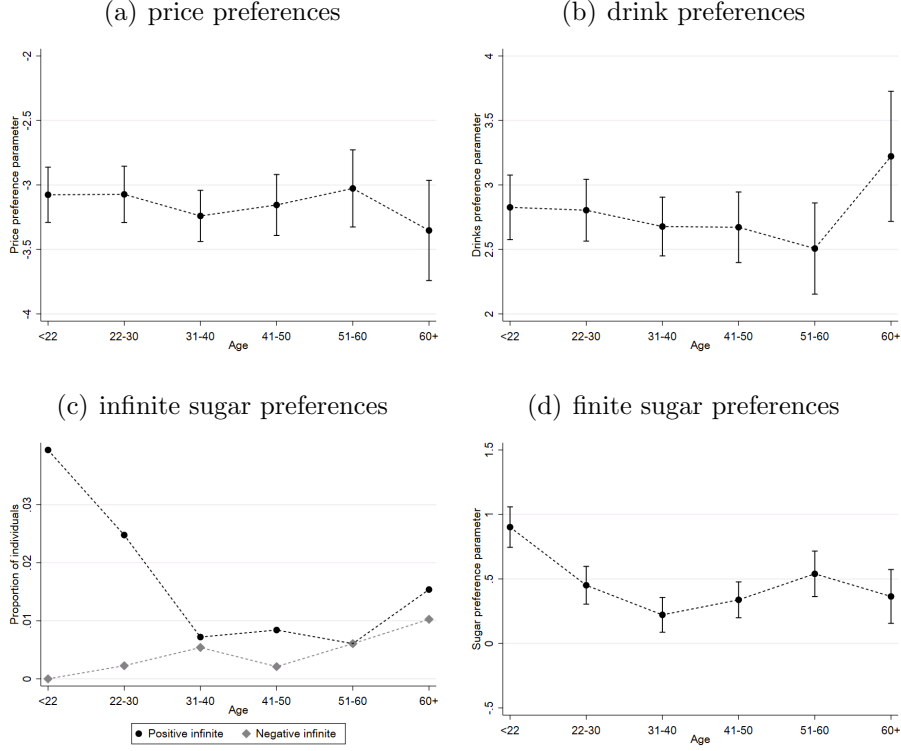 (a) price preferences
-2
-2.5
-3
-3.5
-4
Price preference parameter
<22 22-30 31-40 41-50 51-60 60+
Age
(b) drink preferences
4
3.5
3
2.5
2
Drinks preference parameter
<22 22-30 31-40 41-50 51-60 60+
Age
(c) infinite sugar preferences
.03
.02
.01
0
Proportion of individuals
<22 22-30 31-40 41-50 51-60 60+
Age
Positive infinite Negative infinite
(d) finite sugar preferences
1.5
1
.5
0
-.5
Sugar preference parameter
<22 22-30 31-40 41-50 51-60 60+
Age